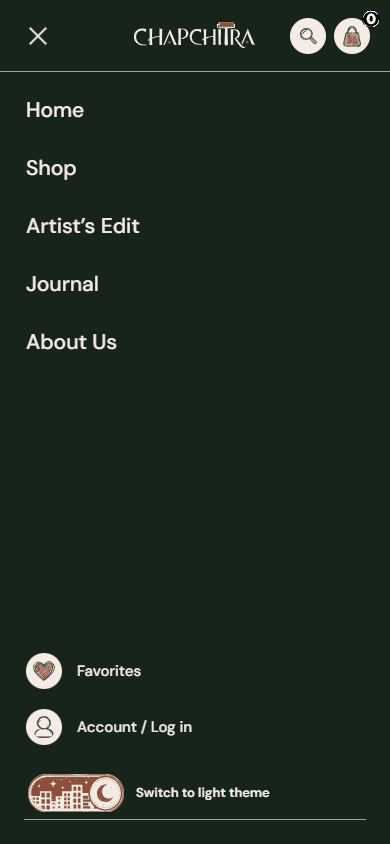 CHAPCHITRA
0
Home
Shop
Artist’s Edit
Journal
About Us
Favorites
Account / Log in
Switch to light theme